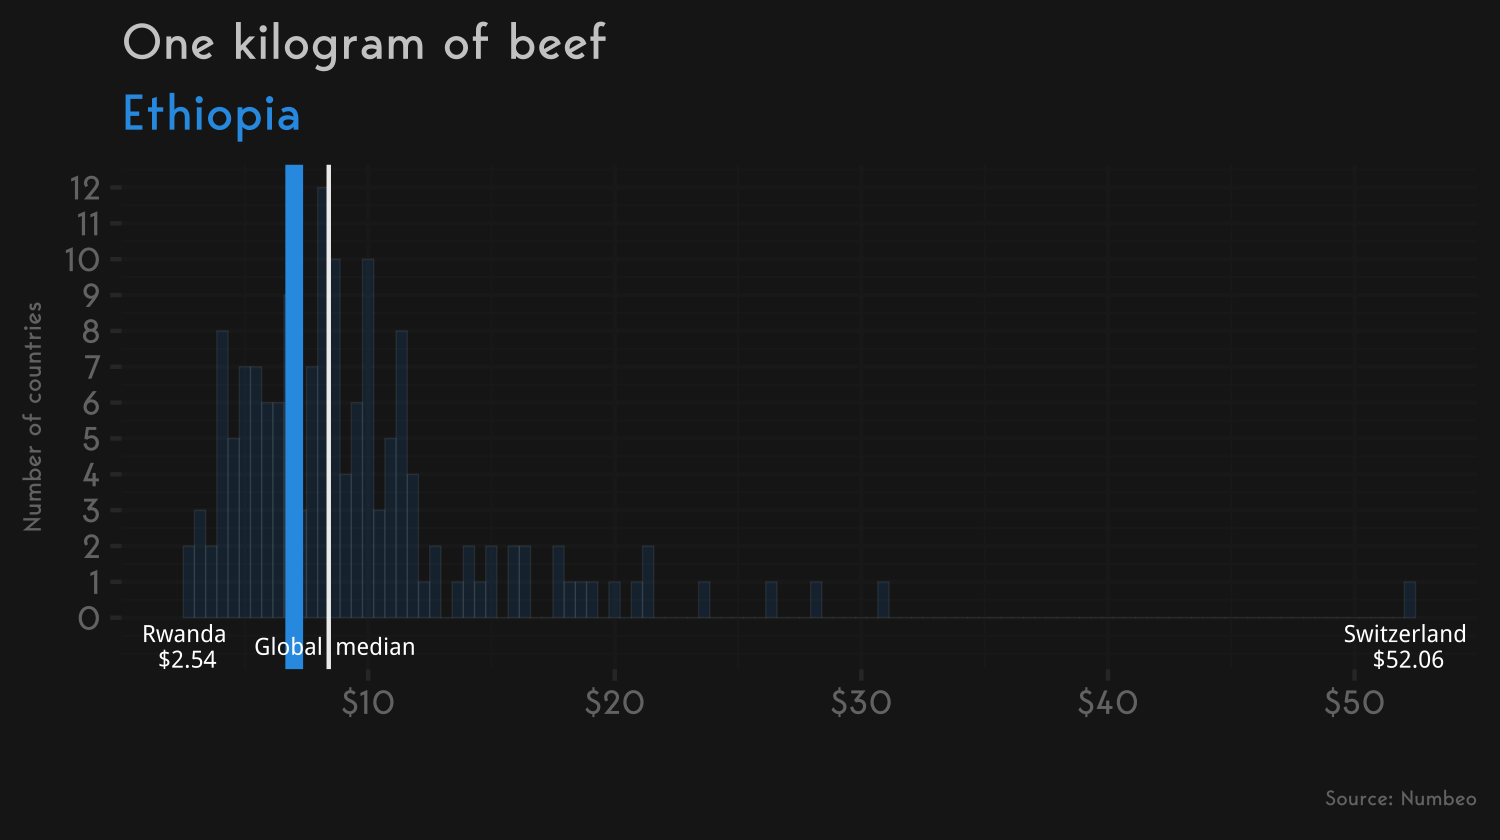 One kilogram of beef
Ethiopia
Number of countries
12
11
10
9
8
7
6
5
4
3
2
1
0
Rwanda
$2.54
Global median
Switzerland
$52.06
$10
$20
$30
$40
$50
Source: Numbeo